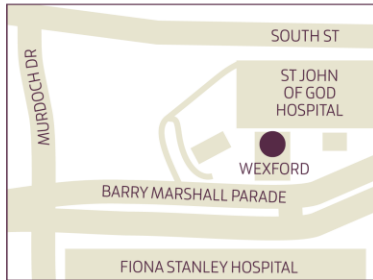 SOUTH ST
ST JOHN
OF GOD
HOSPITAL
MURDOCH DR
WEXFORD
BARRY MARSHALL PARADE
FIONA STANLEY HOSPITAL